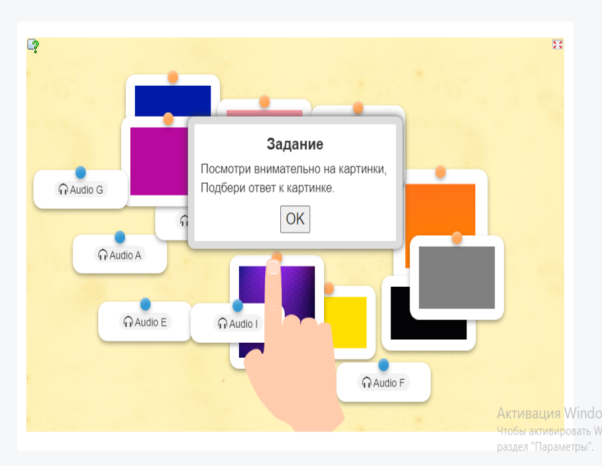 Задание
Посмотри внимательно на картинки,
Подбери ответ к картинке.
OK
Audio G
Audio A
Audio E
Audio I
Audio F
Активация Windo
Чтобы активировать W
раздел "Параметры".